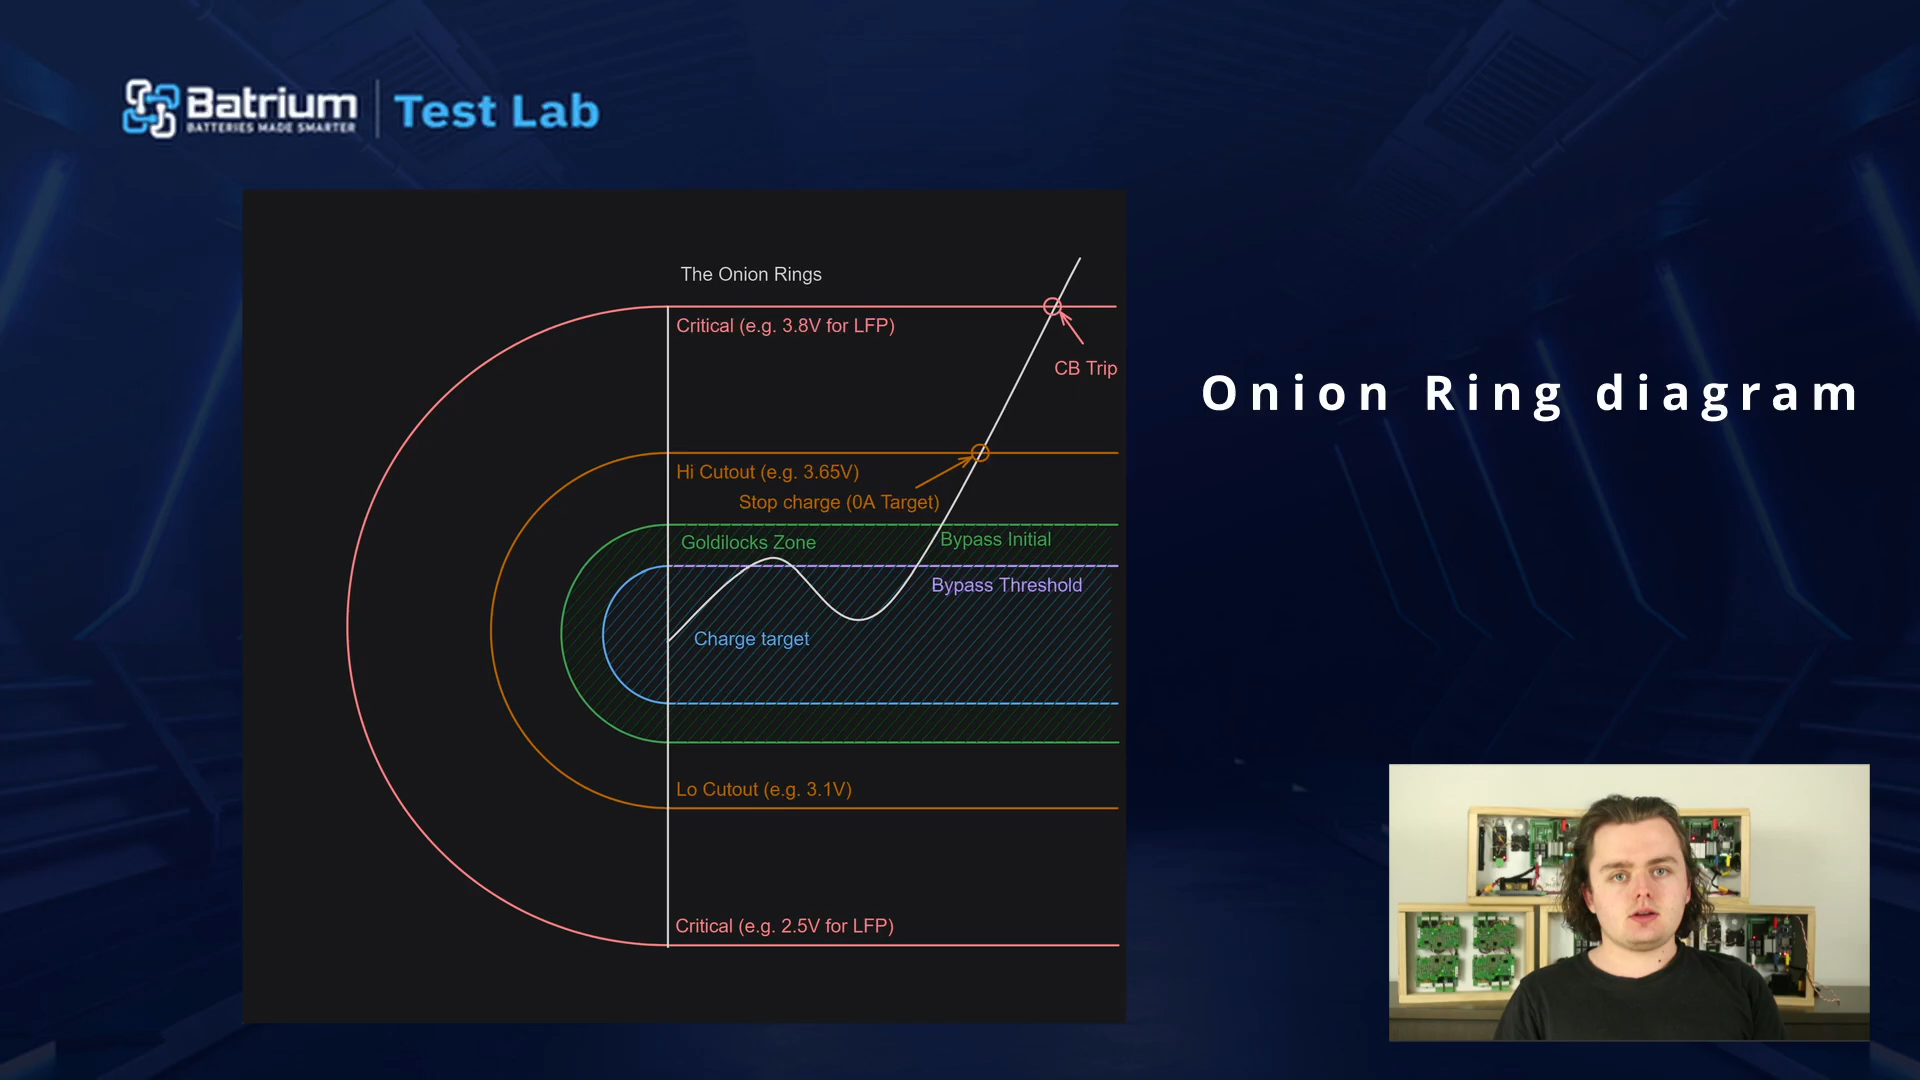 Batrium
BATTERIES MADE SMARTER
Test Lab
The Onion Rings
Critical (e.g. 3.8V for LFP)
CB Trip
Onion Ring diagram
Hi Cutout (e.g. 3.65V)
Stop charge (0A Target)
Goldilocks Zone
Bypass Initial
Bypass Threshold
Charge target
Lo Cutout (e.g. 3.1V)
Critical (e.g. 2.5V for LFP)